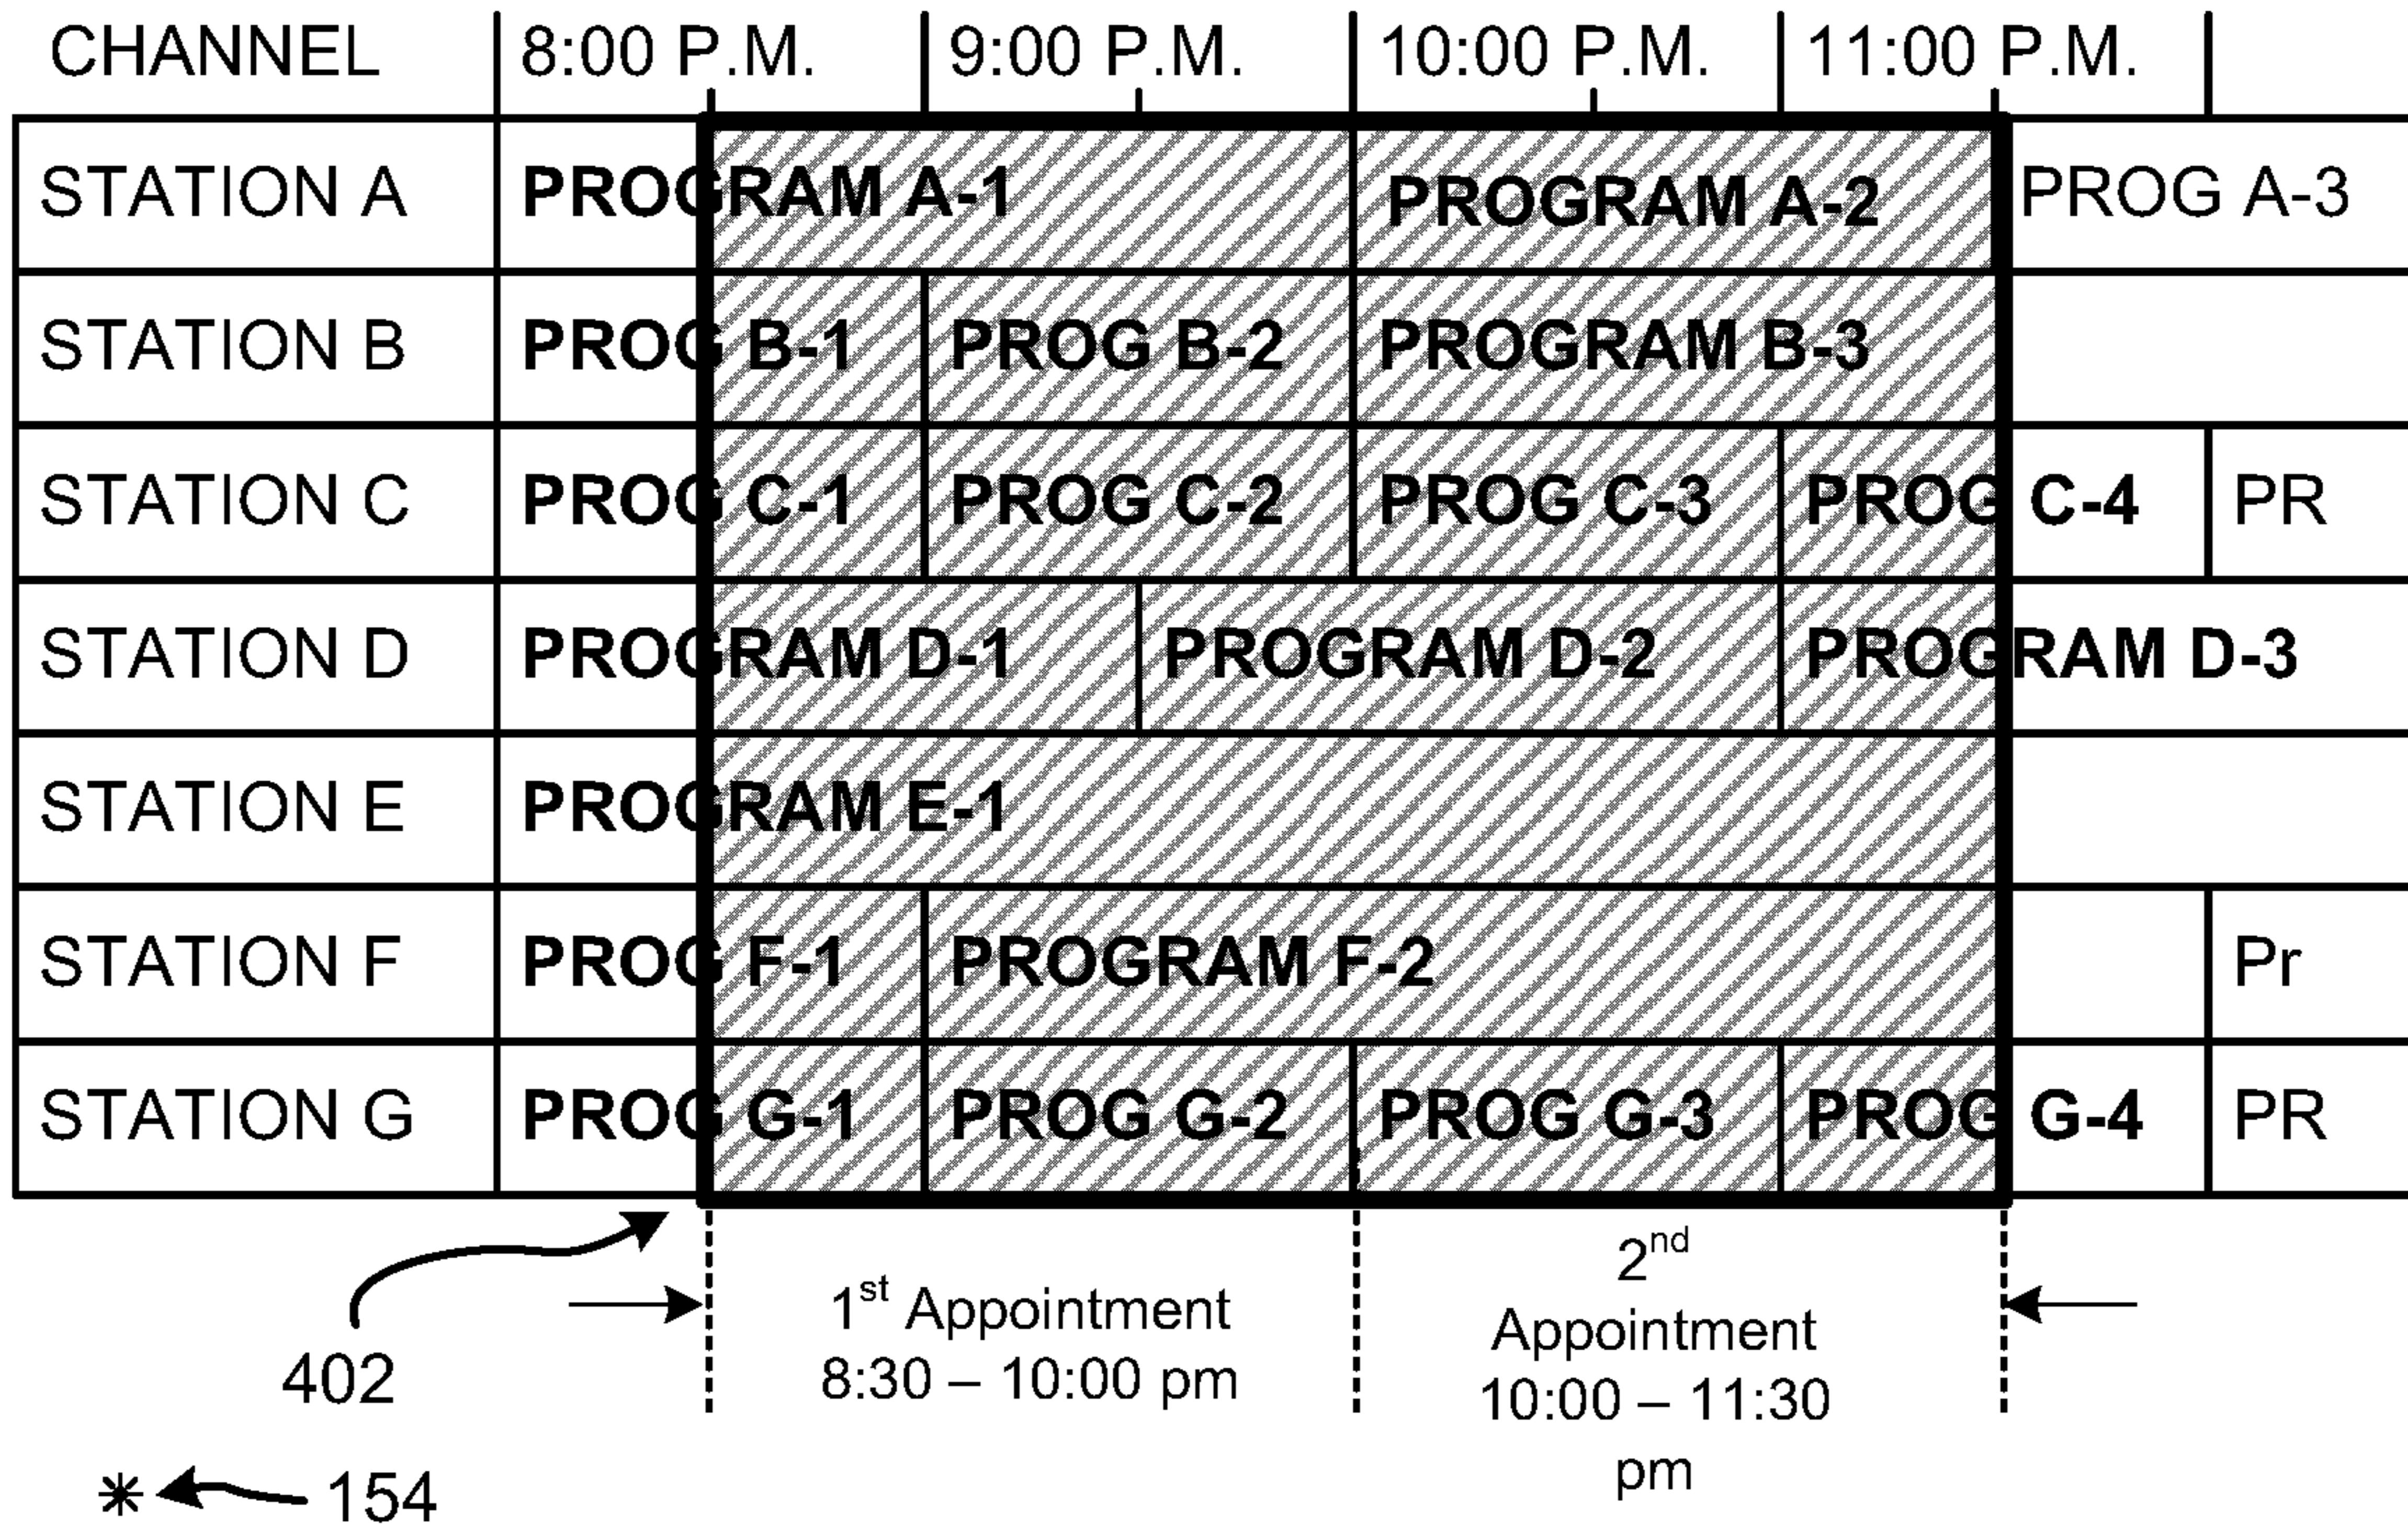 CHANNEL 8:00 P.M. 9:00 P.M. 10:00 P.M. 11:00 P.M.
STATION A PROGRAM A-1 PROGRAM A-2 PROG A-3
STATION B PROG B-1 PROG B-2 PROGRAM B-3
STATION C PROG C-1 PROG C-2 PROG C-3 PROG C-4 PR
STATION D PROGRAM D-1 PROGRAM D-2 PROGRAM D-3
STATION E PROGRAM E-1
STATION F PROG F-1 PROGRAM F-2 Pr
STATION G PROG G-1 PROG G-2 PROG G-3 PROG G-4 PR
1st Appointment
8:30 – 10:00 pm
2nd
Appointment
10:00 – 11:30
pm
402
* 154